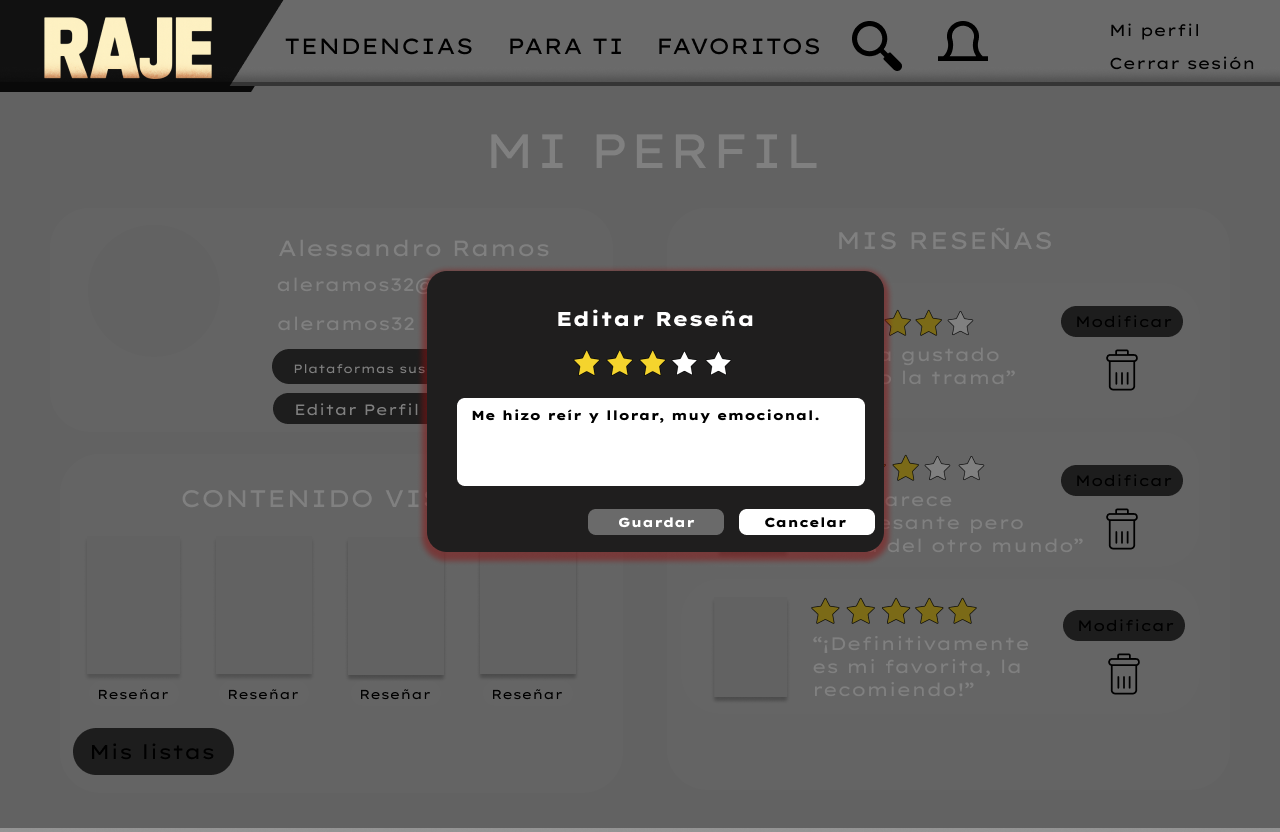 RAJE
TENDENCIAS
PARA TI
FAVORITOS
Mi perfil
Cerrar sesión
MI PERFIL
Alessandro Ramos
aleramos32@
aleramos32
Plataformas sus
Editar Perfil
CONTENIDO VIS
Reseñar
Reseñar
Reseñar
Reseñar
Mis listas
MIS RESEÑAS
Modificar
a gustado
o la trama”
Modificar
arece
esante pero
del otro mundo”
Modificar
“¡Definitivamente
es mi favorita, la
recomiendo!”
Editar Reseña
Me hizo reír y llorar, muy emocional.
Guardar
Cancelar